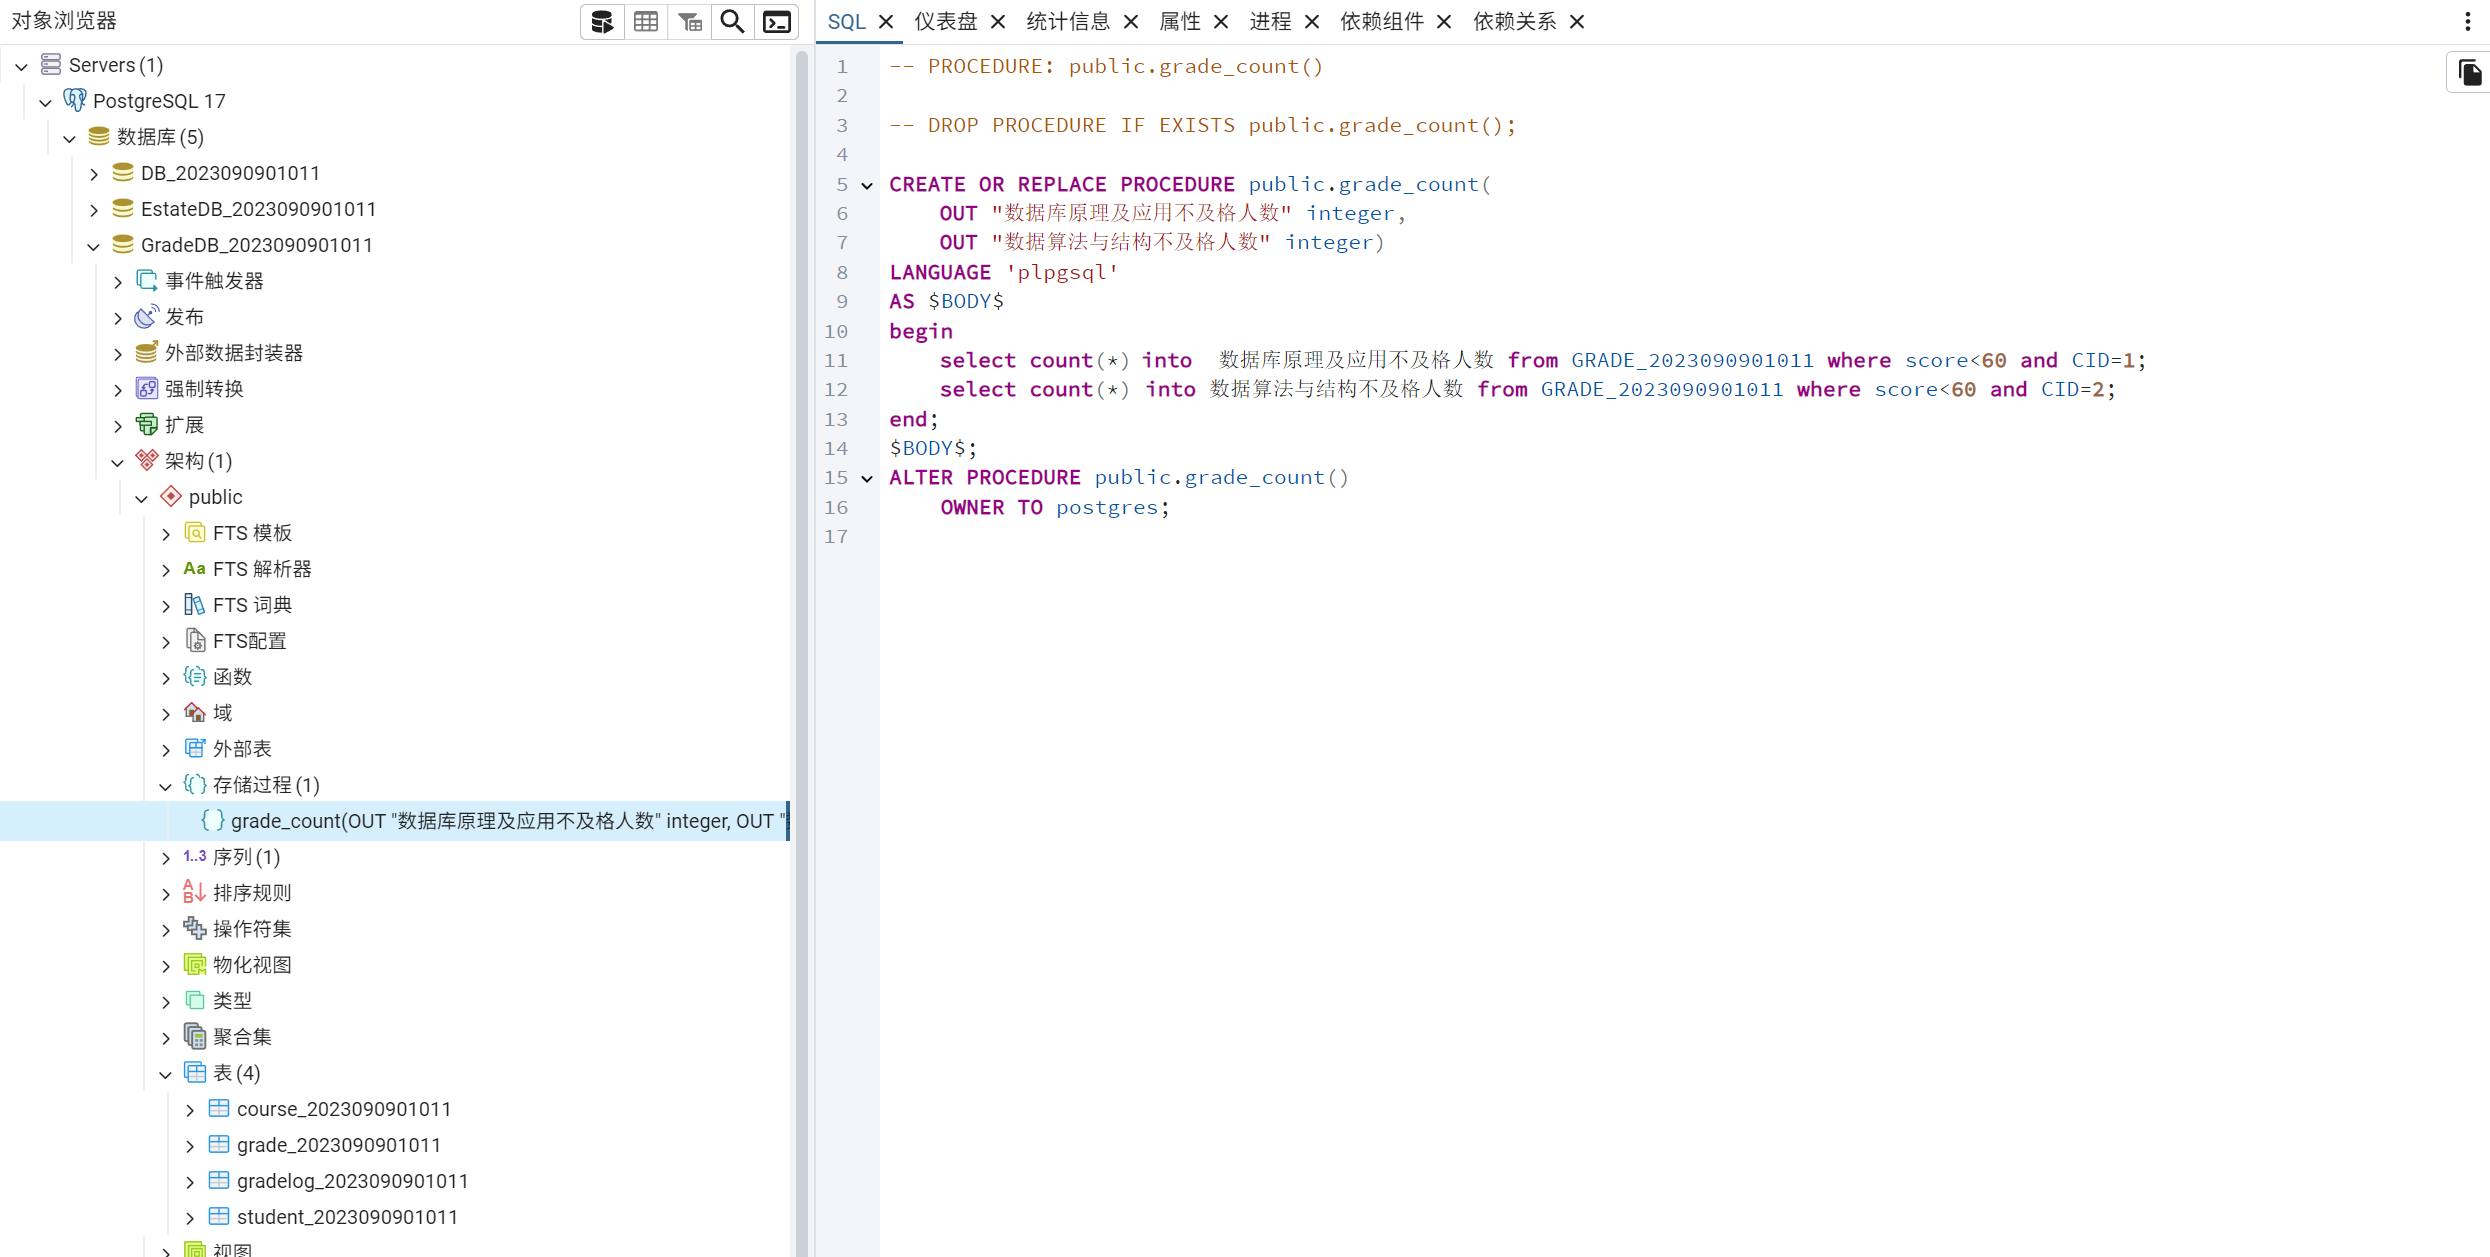 对象浏览器
Servers (1)
PostgreSQL 17
数据库 (5)
DB_2023090901011
EstateDB_2023090901011
GradeDB_2023090901011
事件触发器
发布
外部数据封装器
强制转换
扩展
架构 (1)
public
FTS 模板
Aa FTS 解析器
FTS 词典
FTS配置
函数
域
外部表
存储过程 (1)
grade_count(OUT "数据库原理及应用不及格人数" integer, OUT "
1..3 序列 (1)
排序规则
操作符集
物化视图
类型
聚合集
表 (4)
course_2023090901011
grade_2023090901011
gradelog_2023090901011
student_2023090901011
视图
SQL 仪表盘 统计信息 属性 进程 依赖组件 依赖关系
1 -- PROCEDURE: public.grade_count()
2
3 -- DROP PROCEDURE IF EXISTS public.grade_count();
4
5 CREATE OR REPLACE PROCEDURE public.grade_count(
6 OUT "数据库原理及应用不及格人数" integer,
7 OUT "数据算法与结构不及格人数" integer)
8 LANGUAGE 'plpgsql'
9 AS $BODY$
10 begin
11 select count(*) into  数据库原理及应用不及格人数 from GRADE_2023090901011 where score<60 and CID=1;
12 select count(*) into 数据算法与结构不及格人数 from GRADE_2023090901011 where score<60 and CID=2;
13 end;
14 $BODY$;
15 ALTER PROCEDURE public.grade_count()
16 OWNER TO postgres;
17